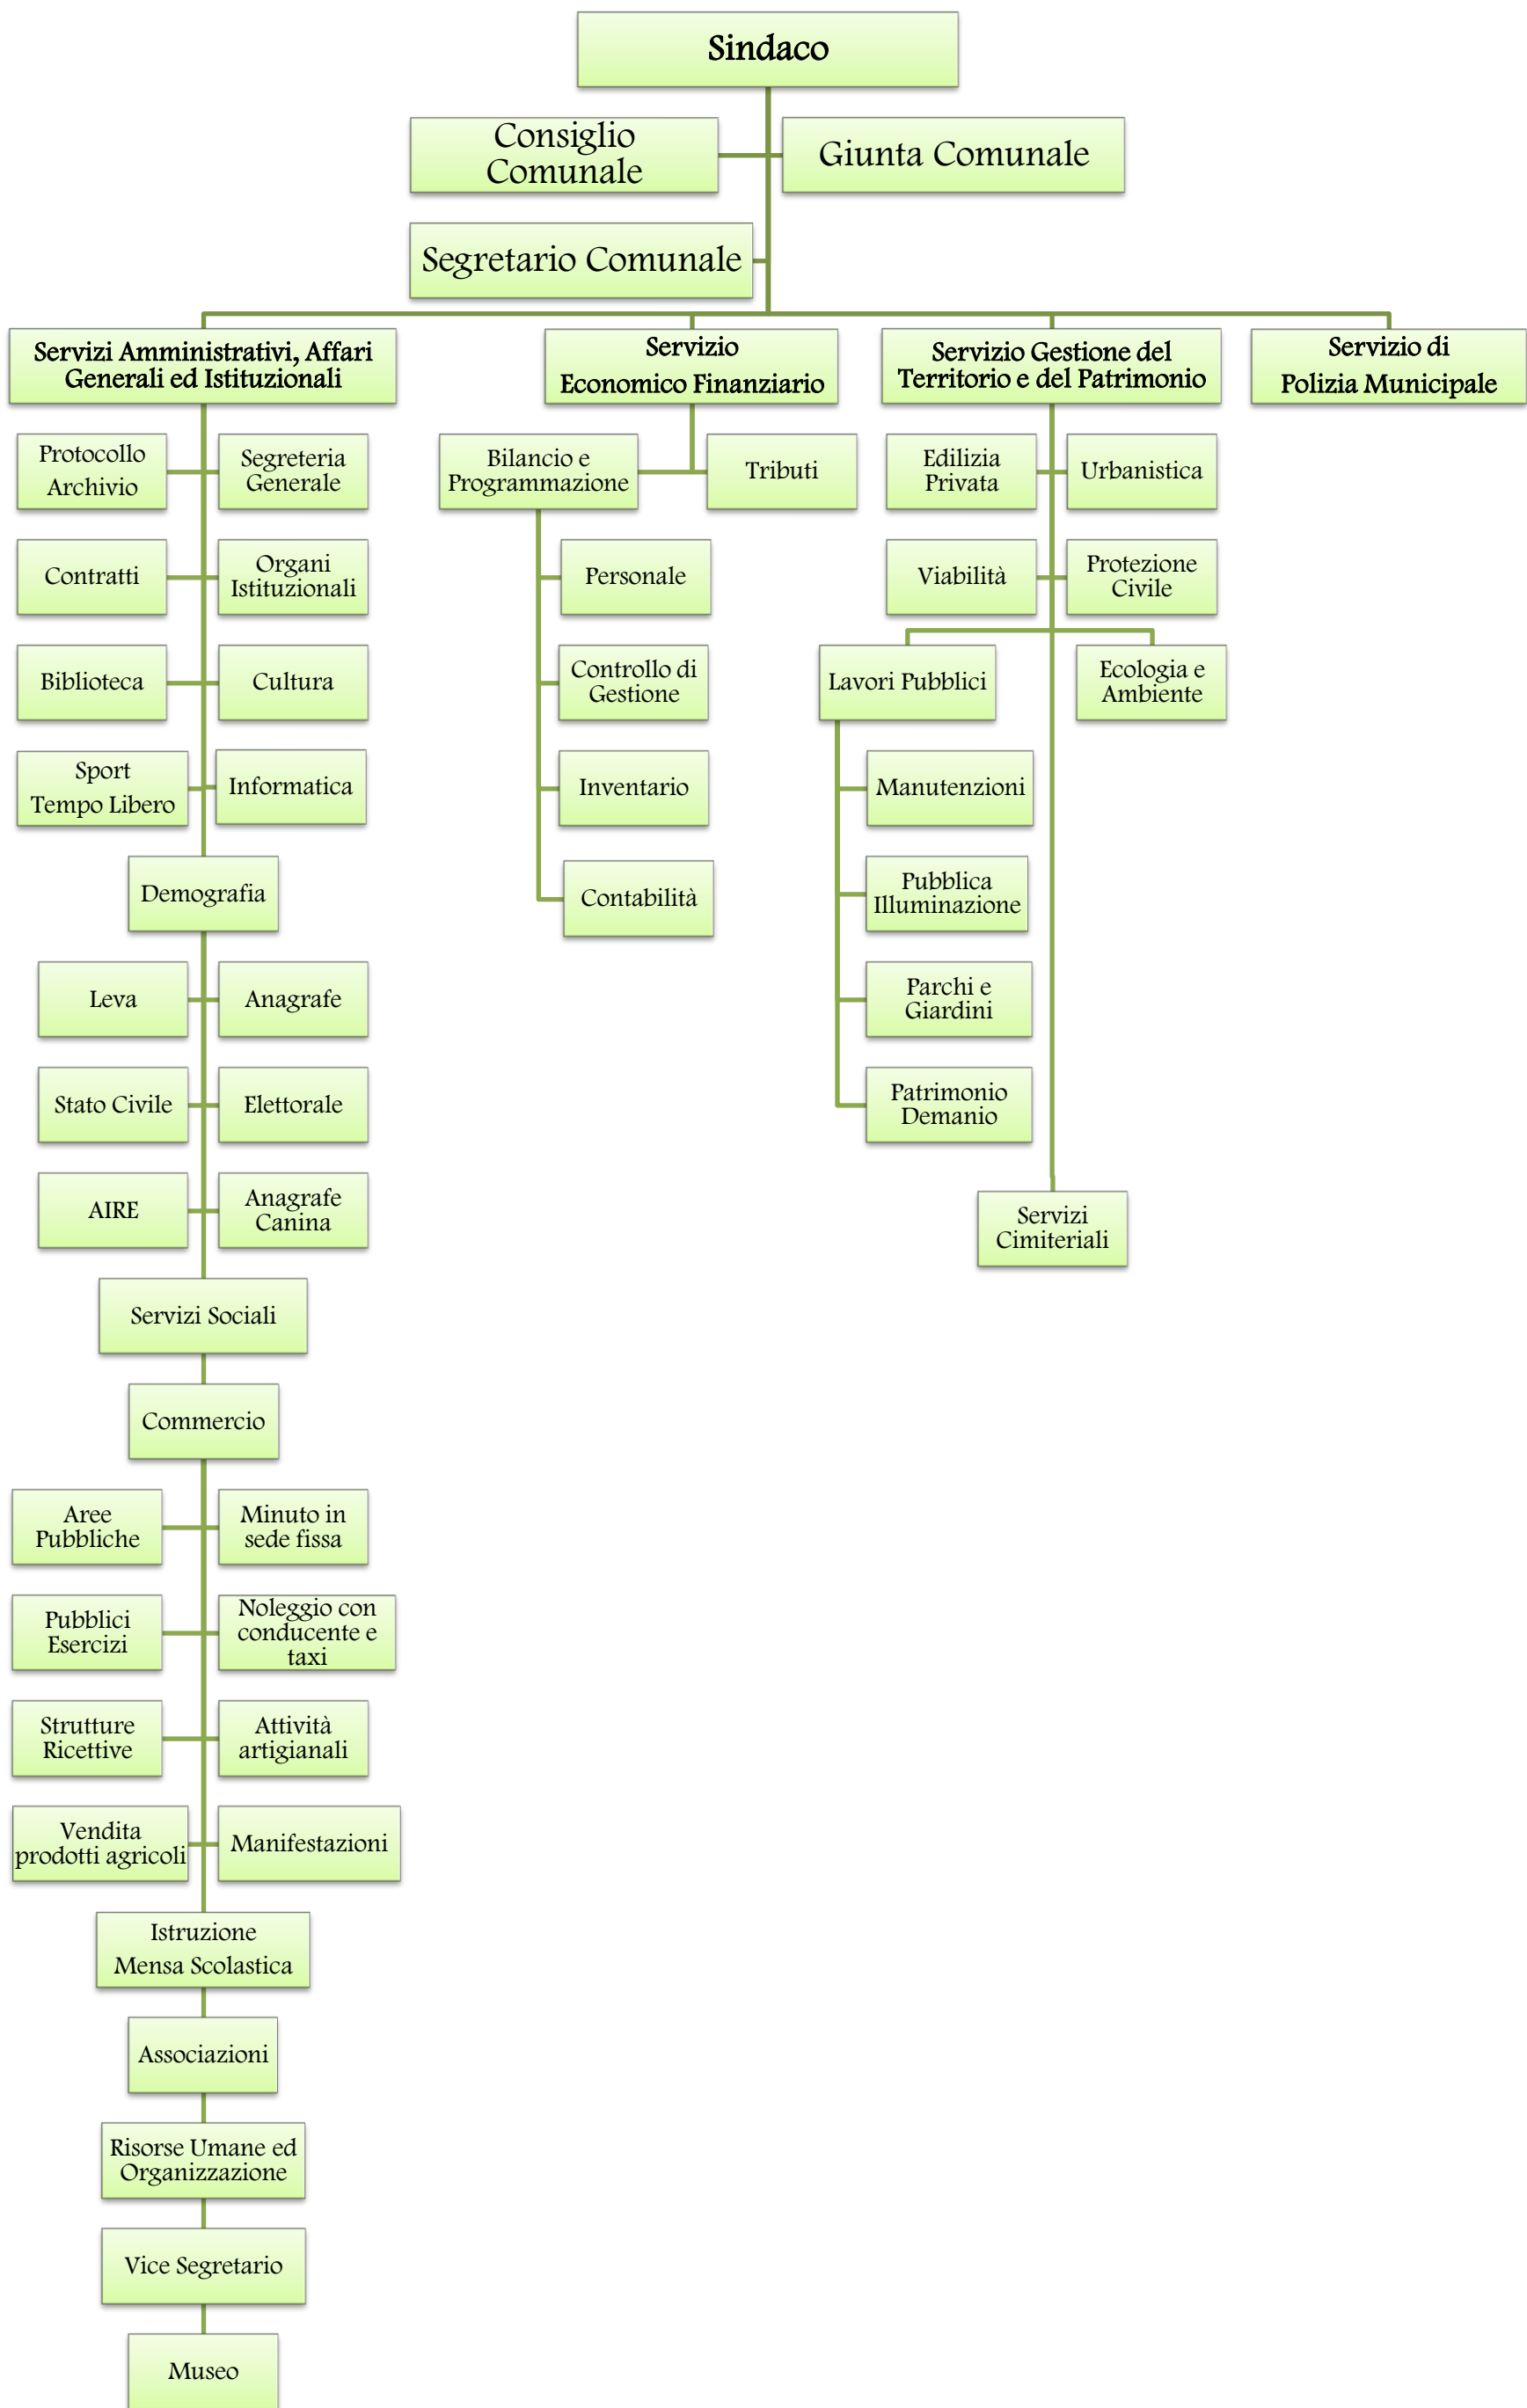 Sindaco
Consiglio
Comunale
Giunta Comunale
Segretario Comunale
Servizi Amministrativi, Affari
Generali ed Istituzionali
Servizio
Economico Finanziario
Servizio Gestione del
Territorio e del Patrimonio
Servizio di
Polizia Municipale
Protocollo
Archivio
Segreteria
Generale
Contratti
Organi
Istituzionali
Biblioteca
Cultura
Sport
Tempo Libero
Informatica
Demografia
Leva
Anagrafe
Stato Civile
Elettorale
AIRE
Anagrafe
Canina
Servizi Sociali
Commercio
Aree
Pubbliche
Minuto in
sede fissa
Pubblici
Esercizi
Noleggio con
conducente e
taxi
Strutture
Ricettive
Attività
artigianali
Vendita
prodotti agricoli
Manifestazioni
Istruzione
Mensa Scolastica
Associazioni
Risorse Umane ed
Organizzazione
Vice Segretario
Museo
Bilancio e
Programmazione
Tributi
Personale
Controllo di
Gestione
Inventario
Contabilità
Edilizia
Privata
Urbanistica
Viabilità
Protezione
Civile
Lavori Pubblici
Ecologia e
Ambiente
Manutenzioni
Pubblica
Illuminazione
Parchi e
Giardini
Patrimonio
Demanio
Servizi
Cimiteriali